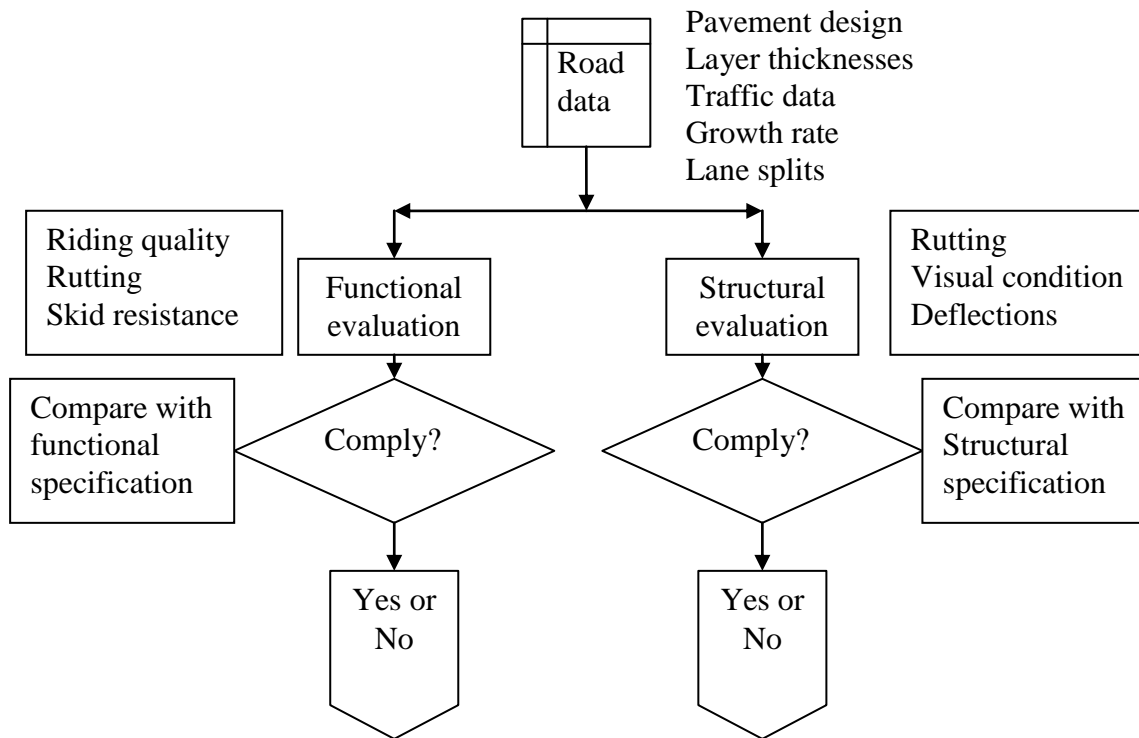 Road
data
Pavement design
Layer thicknesses
Traffic data
Growth rate
Lane splits
Riding quality
Rutting
Skid resistance
Functional
evaluation
Structural
evaluation
Rutting
Visual condition
Deflections
Compare with
functional
specification
Comply?
Comply?
Compare with
Structural
specification
Yes or
No
Yes or
No